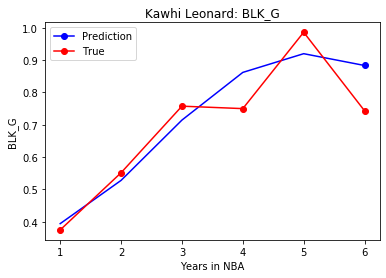 Kawhi Leonard: BLK_G
Prediction
True
BLK_G
1.0
0.9
0.8
0.7
0.6
0.5
0.4
1 2 3 4 5 6
Years in NBA